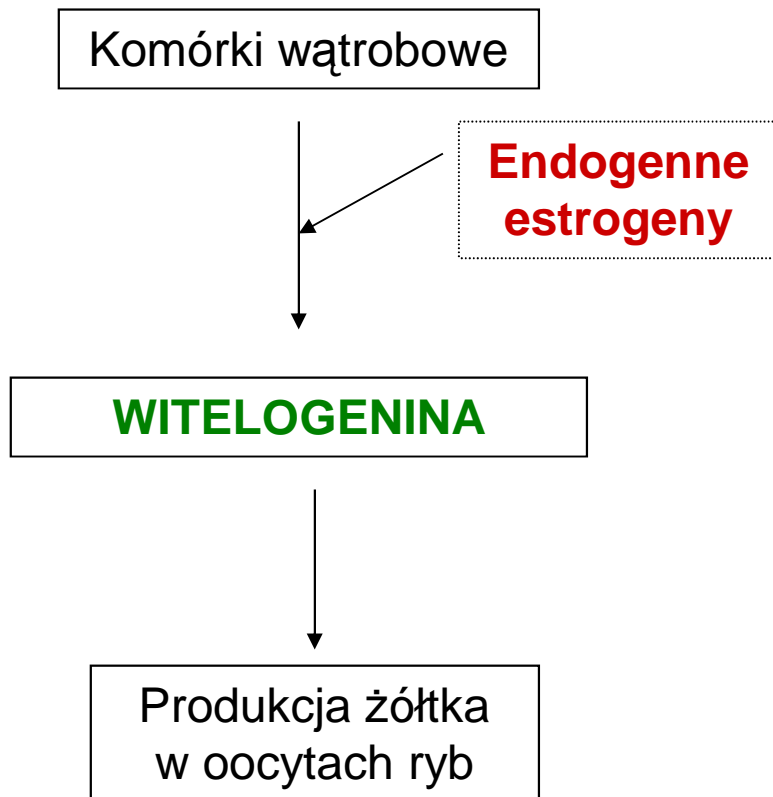 Komórki wątrobowe
Endogenne
estrogeny
WITELOGENINA
Produkcja żółtka
w oocytach ryb